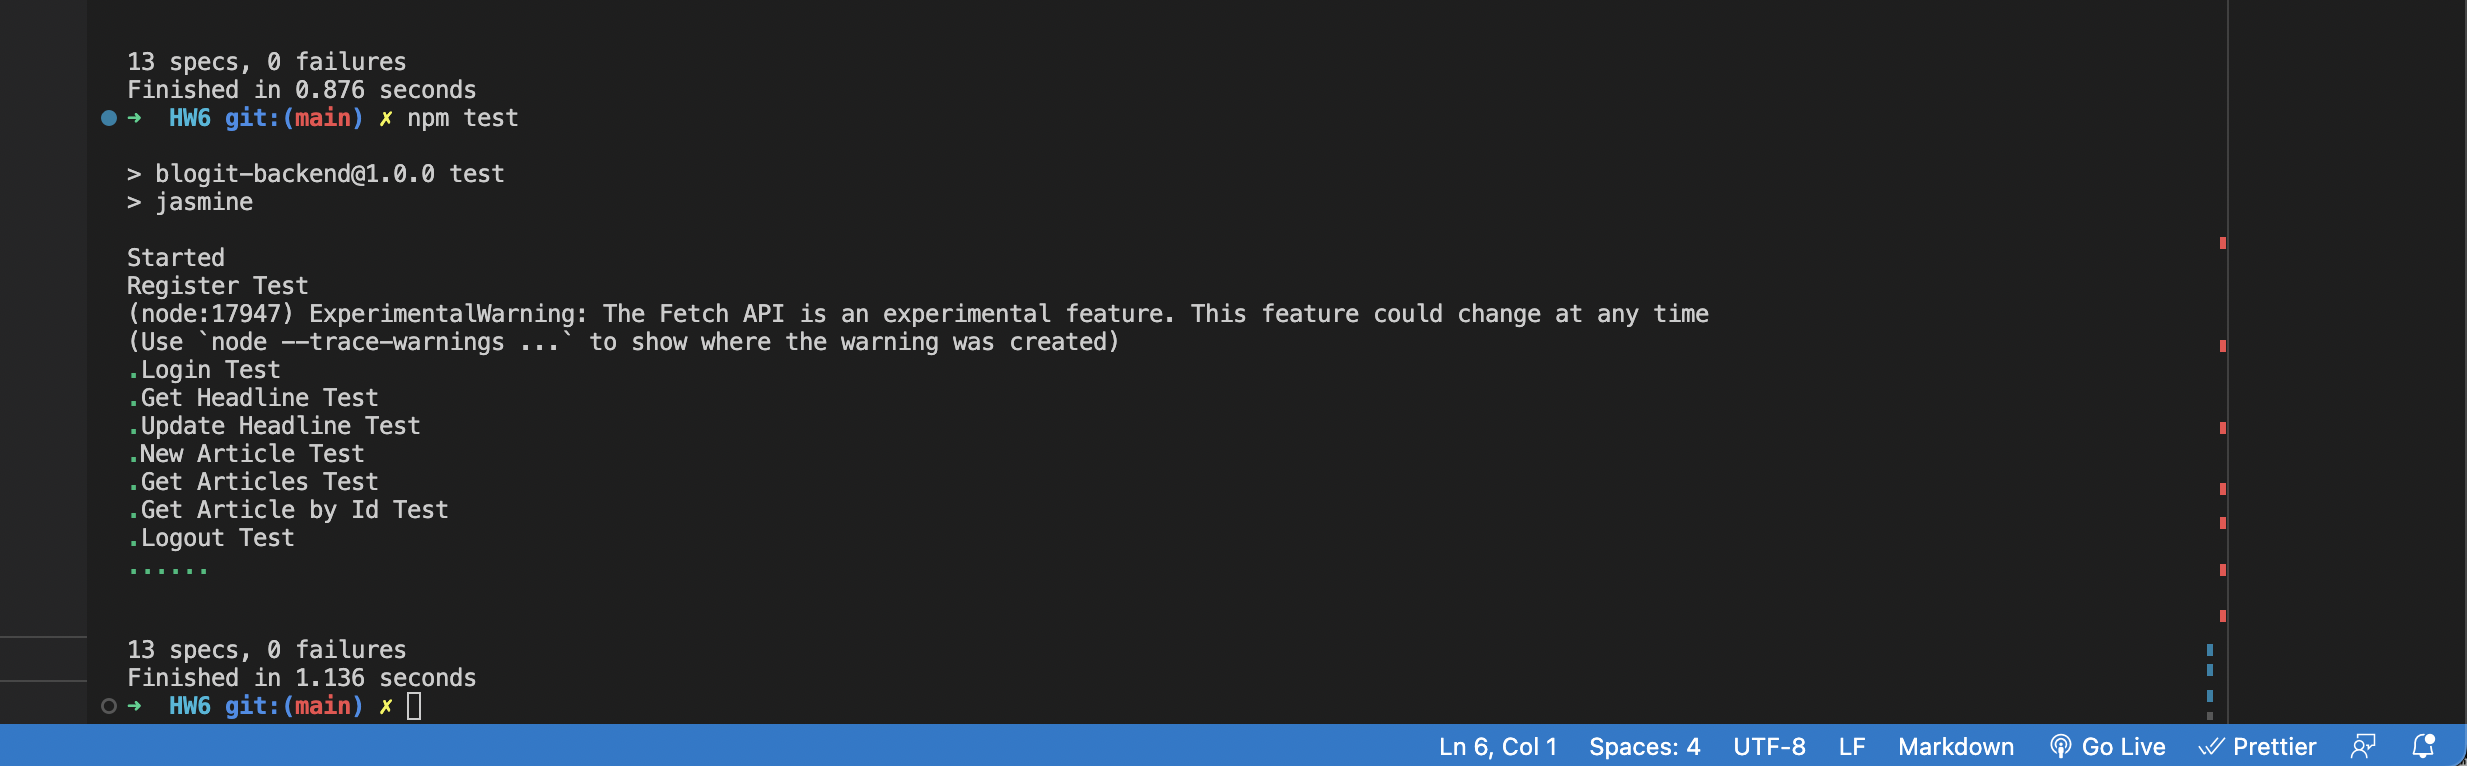 13 specs, 0 failures
Finished in 0.876 seconds
➜  HW6 git:(main) ✗ npm test
> blogit-backend@1.0.0 test
> jasmine
Started
Register Test
(node:17947) ExperimentalWarning: The Fetch API is an experimental feature. This feature could change at any time
(Use `node --trace-warnings ...` to show where the warning was created)
.Login Test
.Get Headline Test
.Update Headline Test
.New Article Test
.Get Articles Test
.Get Article by Id Test
.Logout Test
......
13 specs, 0 failures
Finished in 1.136 seconds
➜  HW6 git:(main) ✗
Ln 6, Col 1 Spaces: 4 UTF-8 LF Markdown Go Live Prettier